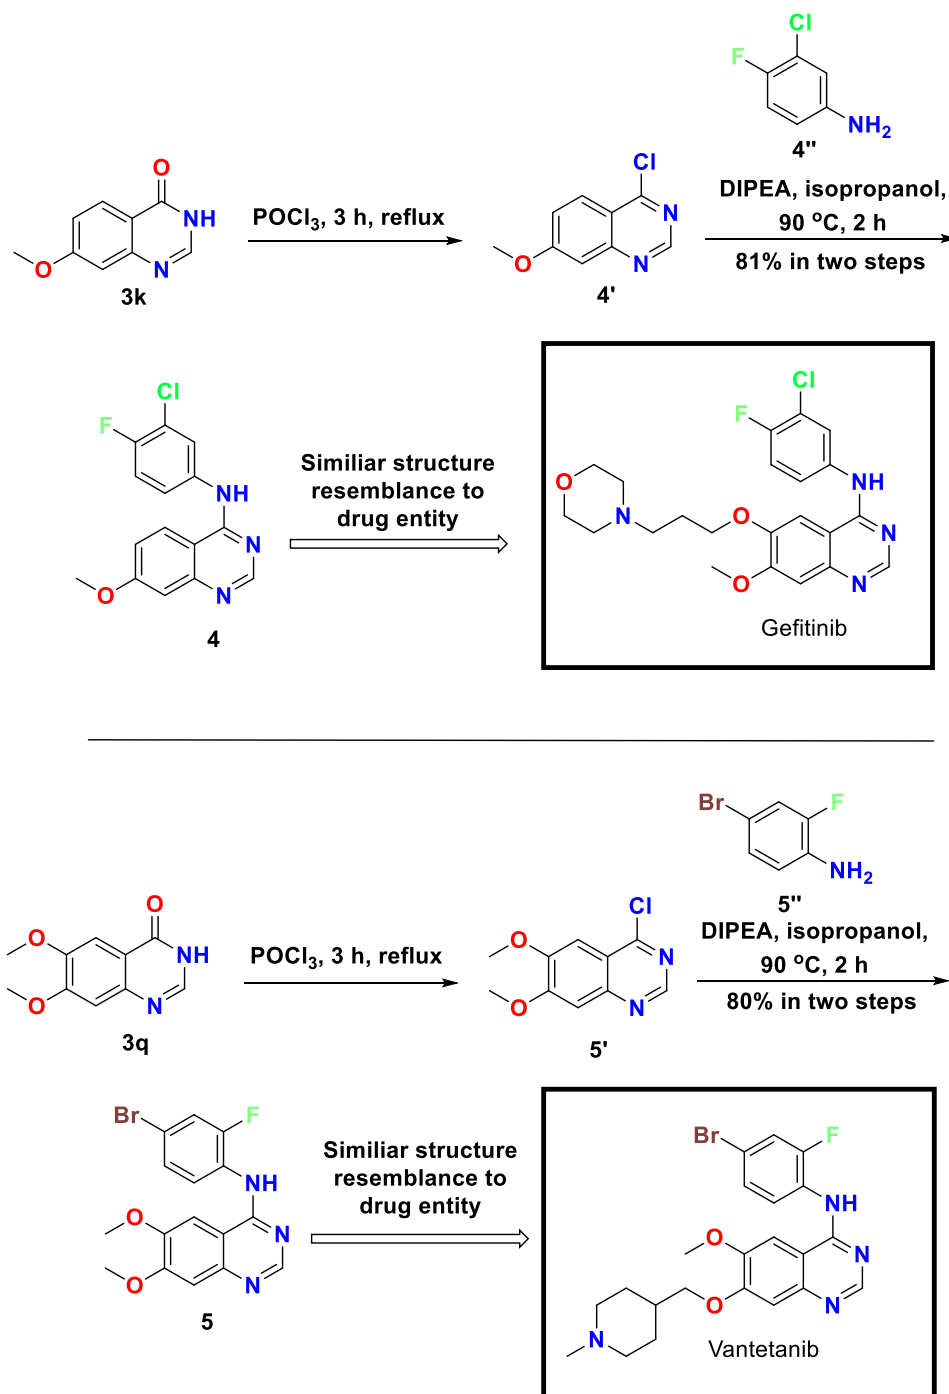 Cl
F
NH2
4"
O
NH
N
O
3k
POCl3, 3 h, reflux
Cl
N
N
O
4'
DIPEA, isopropanol,
90 oC, 2 h
81% in two steps
Cl
F
NH
N
N
O
4
Similiar structure
resemblance to
drug entity
Cl
F
NH
O
N
O
N
N
O
Gefitinib
Br
F
NH2
5"
O
O
NH
O
N
3q
POCl3, 3 h, reflux
Cl
O
N
O
N
5'
DIPEA, isopropanol,
90 oC, 2 h
80% in two steps
Br
F
NH
O
N
O
N
5
Similiar structure
resemblance to
drug entity
Br
F
NH
O
N
O
N
N
Vantetanib